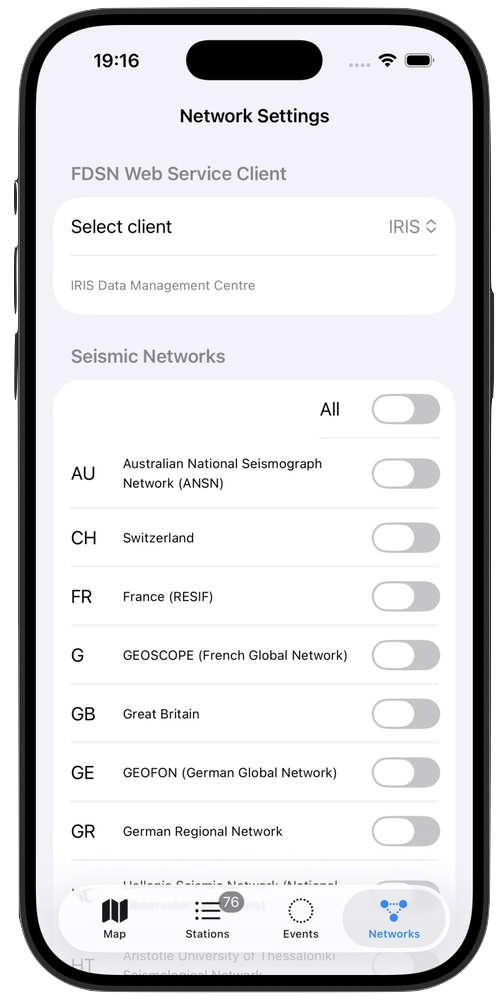 19:16
Network Settings
FDSN Web Service Client
Select client IRIS
IRIS Data Management Centre
Seismic Networks
All
AU Australian National Seismograph
Network (ANSN)
CH Switzerland
FR France (RESIF)
G GEOSCOPE (French Global Network)
GB Great Britain
GE GEOFON (German Global Network)
GR German Regional Network
Hellenic Seismic Network (National
76
Map Stations Events Networks
HT Aristotle University of Thessaloniki
Seismological Network